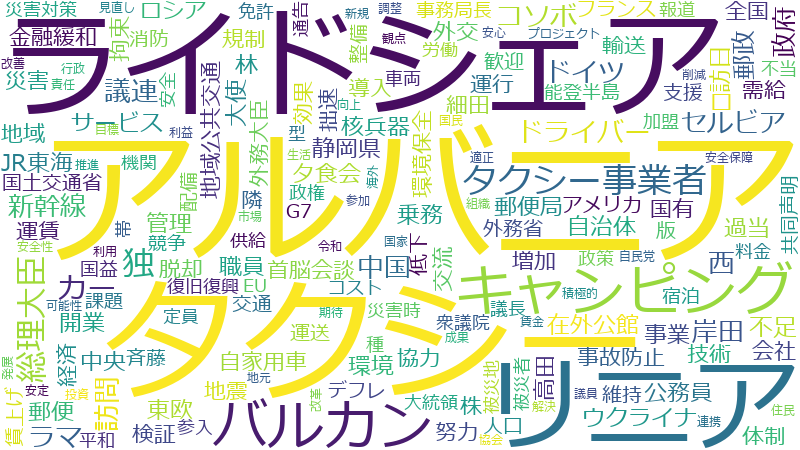 災害対策 見直し ロシア 免許 通告 新規 調整 事務局長 コソボ フランス 報道 全国 政府
金融緩和 拘束 消防 規制 整備 観点 労働 外交 安心 プロジェクト 輸送 訪日 郵政
ライドシェア
改善 行政 災害 責任 議連 安全 林 大使 効果 車両 導入 歓迎 運行 ドイツ 削減 支援 不当 口 需給
地域 サービス 目標 利益 外務大臣 型 拙速 向上 細田 能登半島 核兵器 国民 ドライバー 加盟 セルビア
アルバニア
JR東海 推進 機関 配備 地域公共交通 隣 静岡県 生活 夕食会 環境保全 適正 安全保障
国土交通省 政権 海外 タクシー事業者
新幹線 帯 管理 市場 G7 参加 乗務 組織 郵便局 アメリカ 国有 共同声明
運賃 安全性 利用 競争 供給 令和 国家 低下 外務省 自治体 版 過当
総理大臣 国益 脱却 職員 首脳会談 中国 交流 増加 政策 自民党 料金
独 カー 可能性 復旧復興 EU コスト 災害時 議長 積極的 西 宿泊
タクシー
キャンピング
課題 交通 期待 衆議院 賃金 在外公館 不足
開業 定員 運送 種 成果 事業 岸田
経済 中央 斉藤 自家用車 環境 協力 被災地 被災者 高田 事故防止 技術 会社
発展 賃上げ 安定 投資 訪問 地震 地元 デフレ 大統領 株 維持 公務員 議員
リニア
郵便 東欧 改革 解決 ウクライナ 連携 住民
ラマ 平和 検証 参入 バルカン 努力 協会 人口 体制